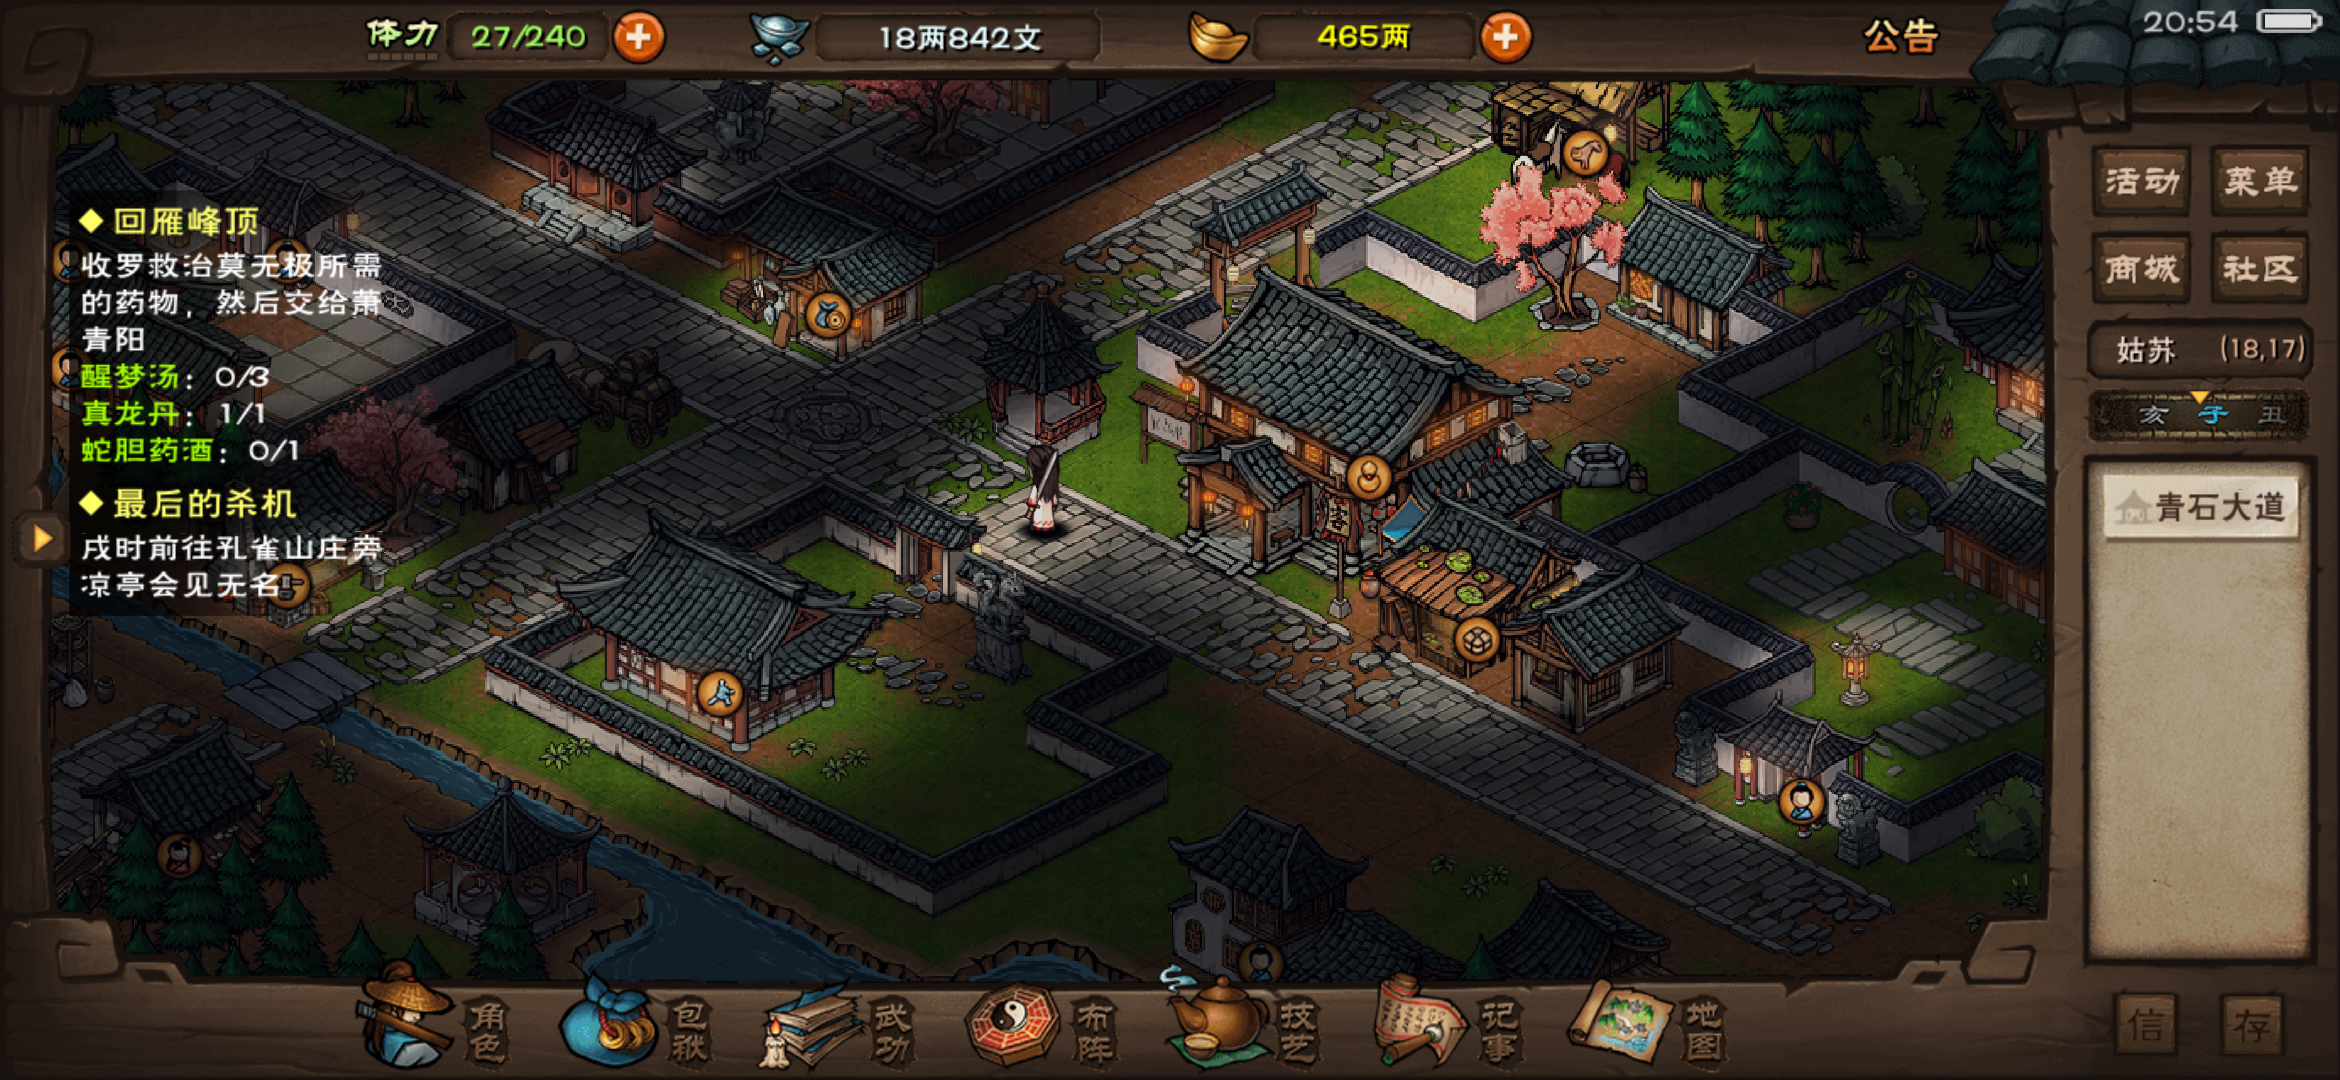 体力 27/240 18两842文 465两 公告 20:54
活动 菜单
商城 社区
姑苏 (18,17)
亥 子 丑
青石大道
◆回雁峰顶
收罗救治莫无极所需
的药物，然后交给萧
青阳
醒梦汤：0/3
真龙丹：1/1
蛇胆药酒：0/1
◆最后的杀机
戌时前往孔雀山庄旁
凉亭会见无名
客
角色 包袱 武功 布阵 技艺 记事 地图
信 存